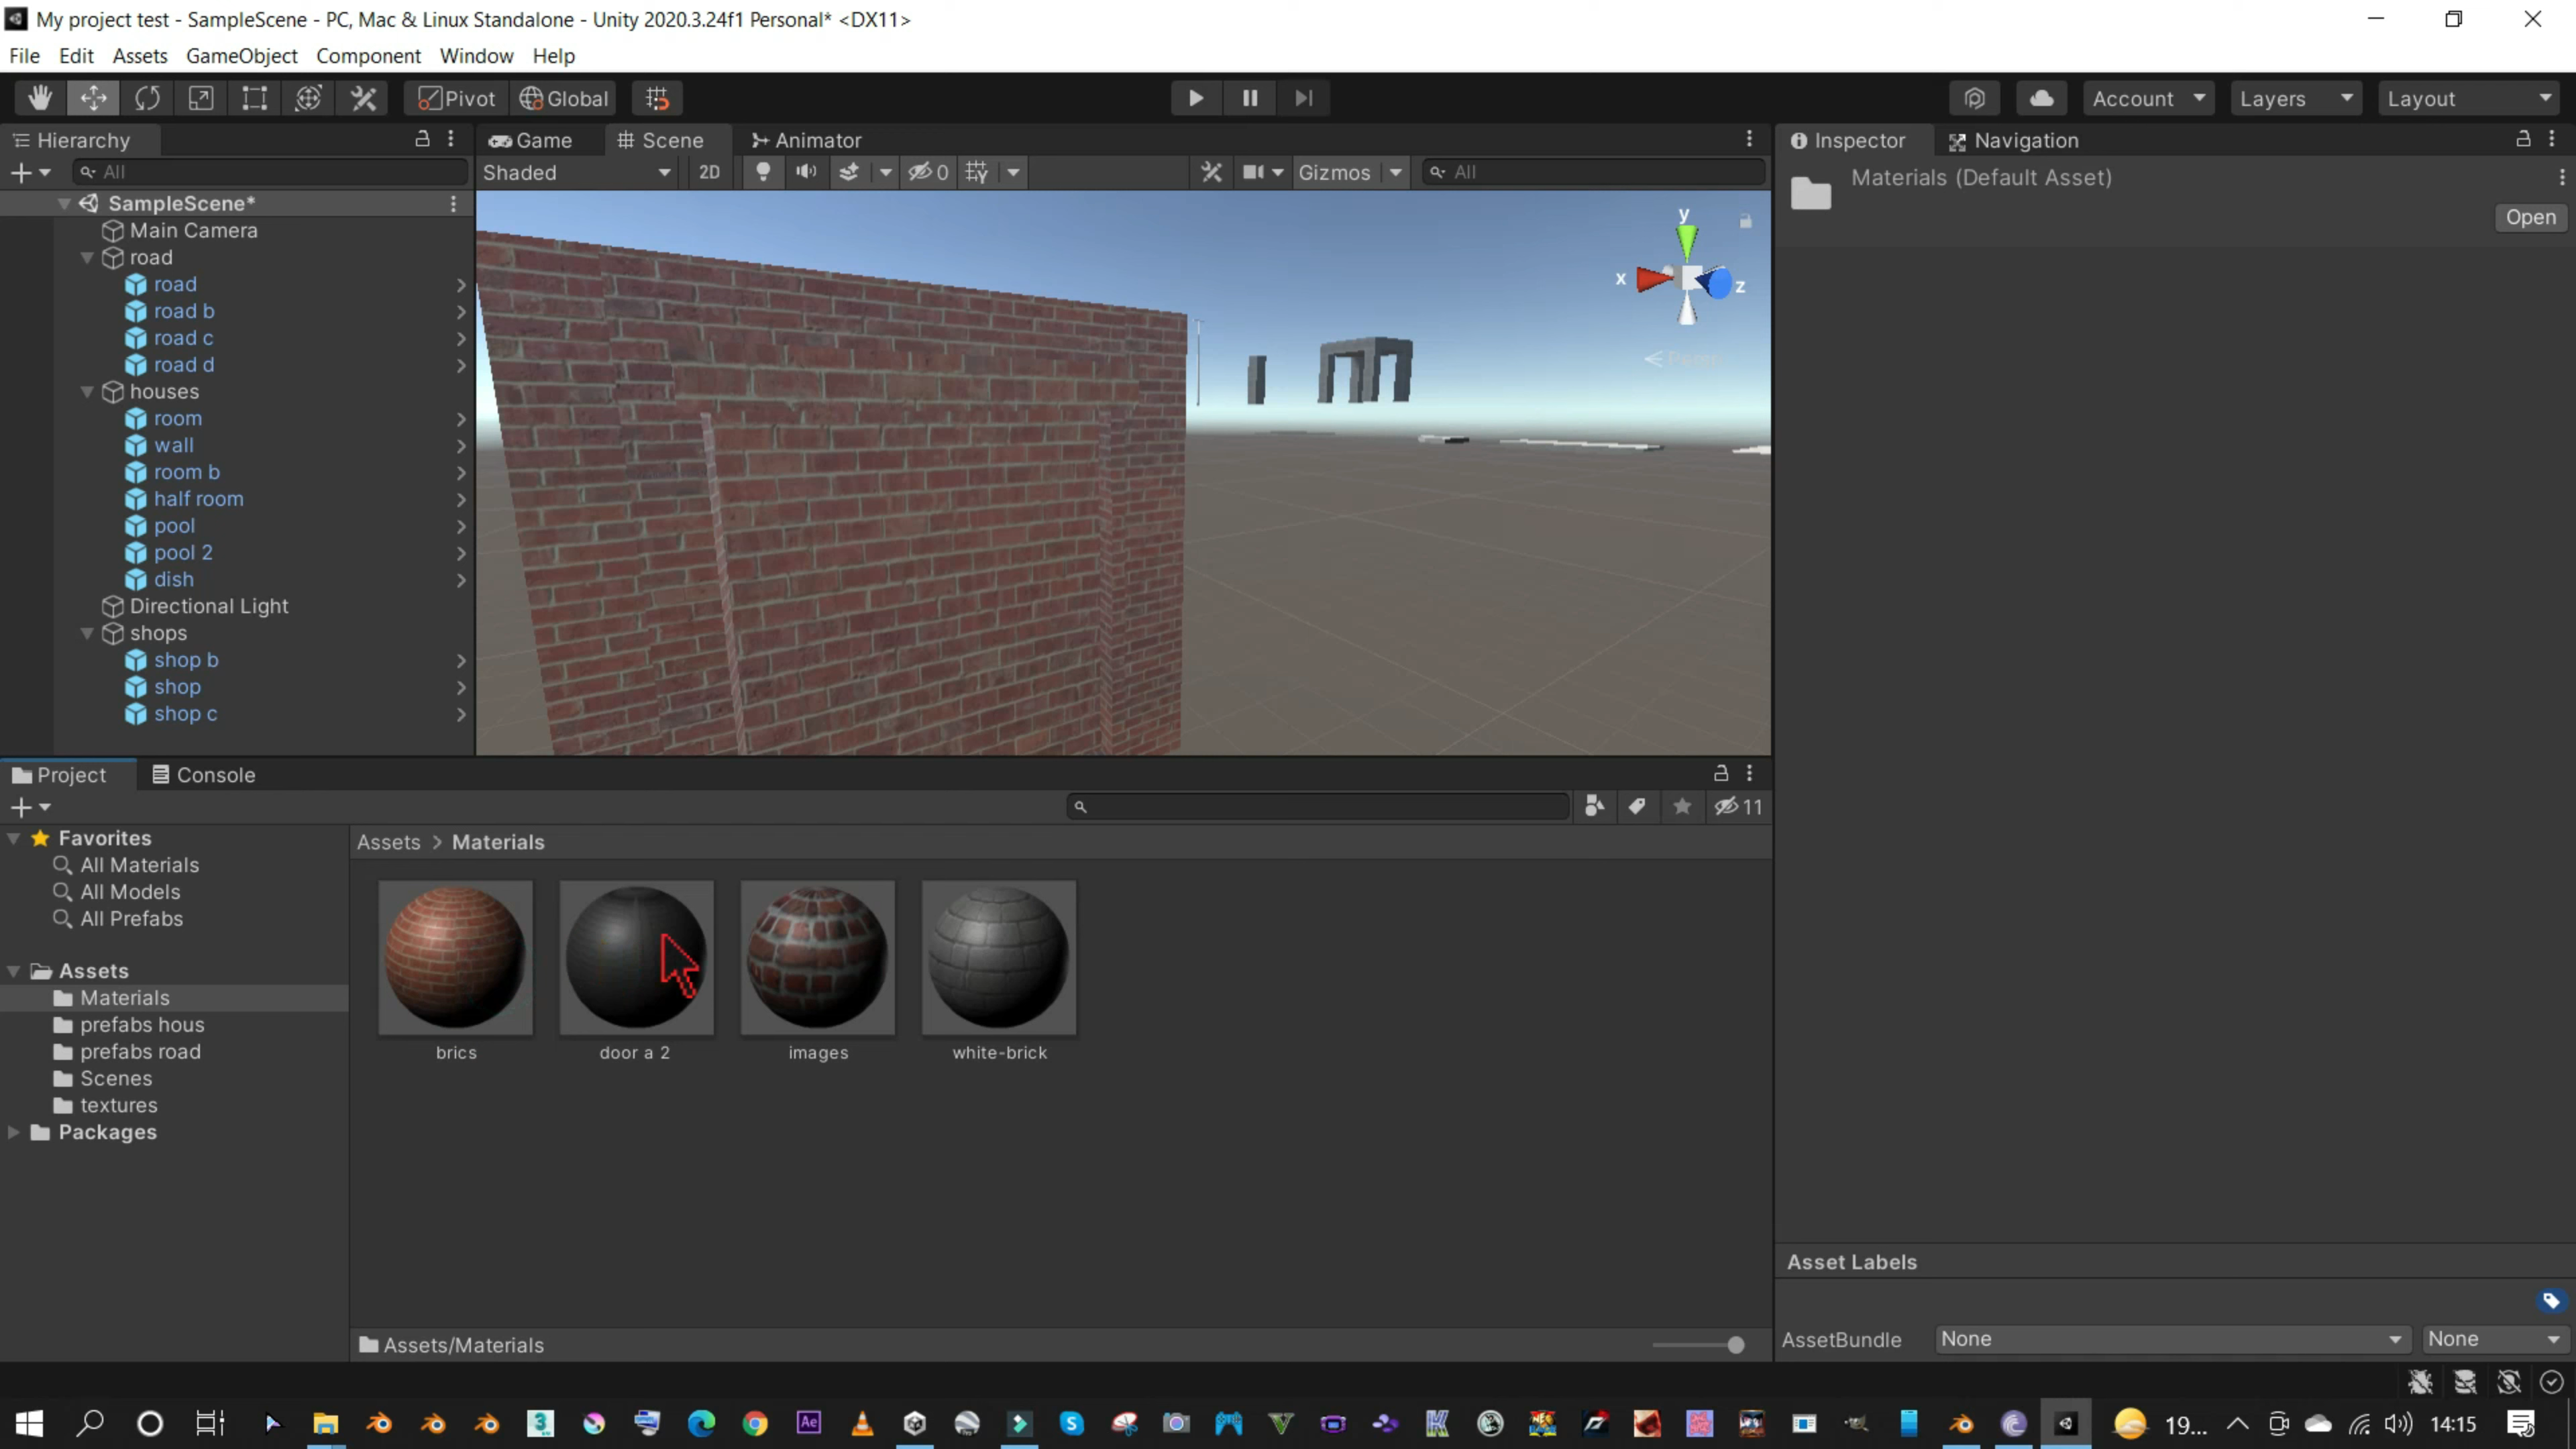 My project test - SampleScene - PC, Mac & Linux Standalone - Unity 2020.3.24f1 Personal* <DX11>
File Edit Assets GameObject Component Window Help
Pivot Global Account Layers Layout
Hierarchy
All
SampleScene*
Main Camera
road
road
road b
road c
road d
houses
room
wall
room b
half room
pool
pool 2
dish
Directional Light
shops
shop b
shop
shop c
Game Scene Animator
Shaded 2D 0 Gizmos All
y
x z
Inspector Navigation
Materials (Default Asset)
Open
Project Console
11
Favorites
All Materials
All Models
All Prefabs
Assets
Materials
prefabs hous
prefabs road
Scenes
textures
Packages
Assets > Materials
brics door a 2 images white-brick
Assets/Materials
Asset Labels
AssetBundle None None
Ae 19... 14:15